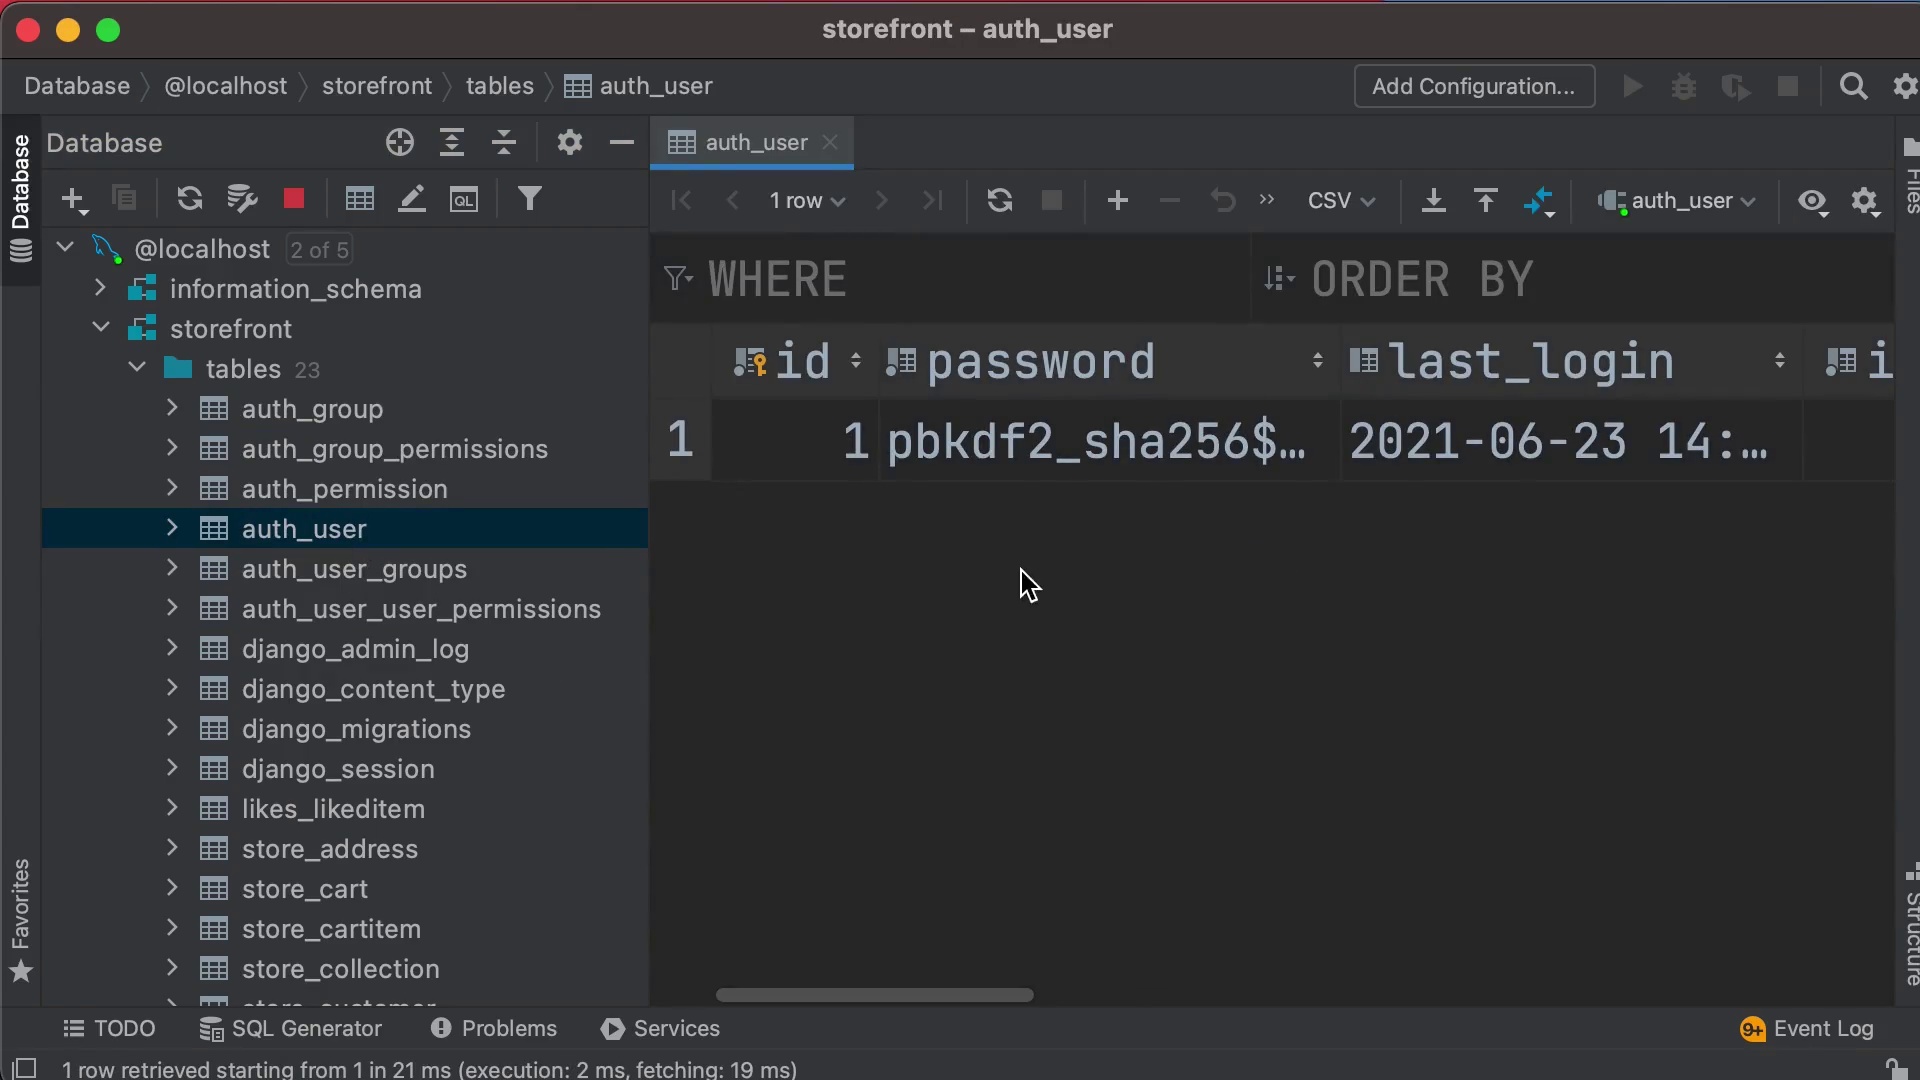 storefront – auth_user
Database
@localhost
storefront
tables
auth_user
Add Configuration...
Database
Database
Favorites
auth_user
1 row
CSV
auth_user
Files
Structure
@localhost 2 of 5
information_schema
storefront
tables 23
auth_group
auth_group_permissions
auth_permission
auth_user
auth_user_groups
auth_user_user_permissions
django_admin_log
django_content_type
django_migrations
django_session
likes_likeditem
store_address
store_cart
store_cartitem
store_collection
WHERE
ORDER BY
id password last_login i
1 1 pbkdf2_sha256$… 2021-06-23 14:…
TODO
SQL Generator
Problems
Services
9+ Event Log
1 row retrieved starting from 1 in 21 ms (execution: 2 ms, fetching: 19 ms)